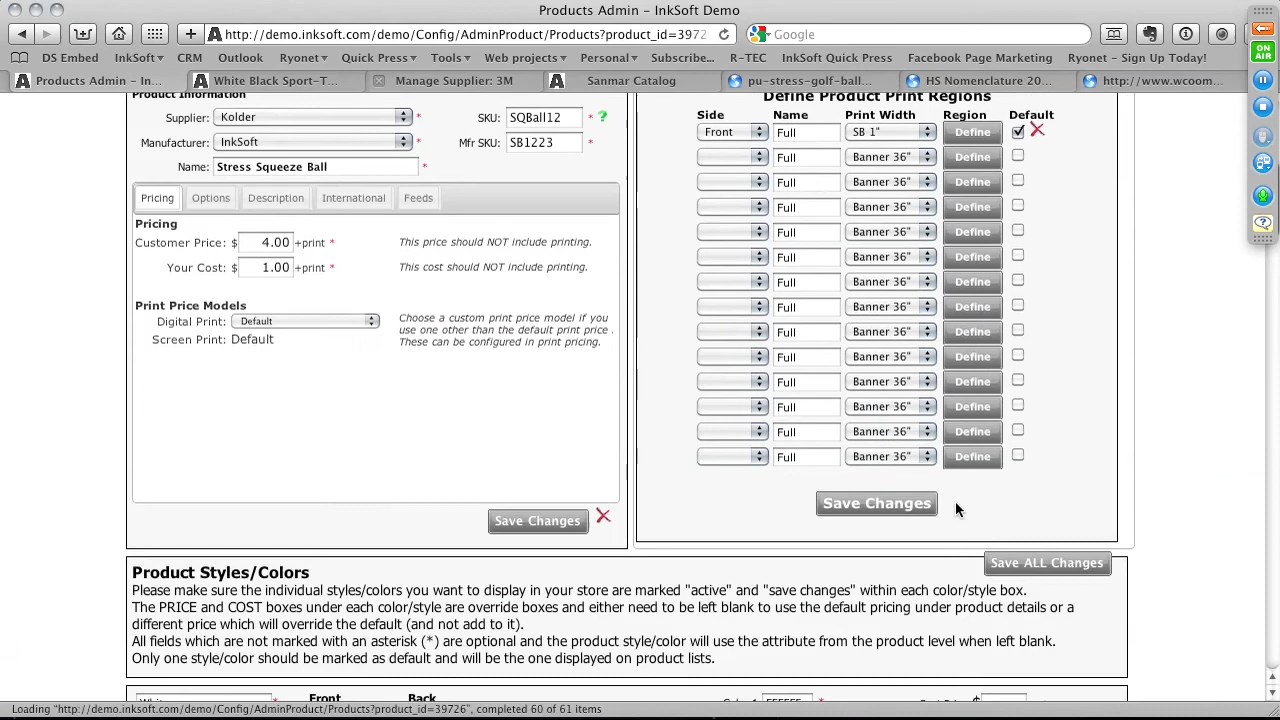 Products Admin – InkSoft Demo
http://demo.inksoft.com/demo/Config/AdminProduct/Products?product_id=3972
Google
ON AIR
DS Embed InkSoft CRM Outlook Ryonet Quick Press Tools Web projects Personal Subscribe... R-TEC InkSoft Quick Press Facebook Page Marketing Ryonet - Sign Up Today!
Products Admin - In... White Black Sport-T... Manage Supplier: 3M Sanmar Catalog pu-stress-golf-ball... HS Nomenclature 20... http://www.wcoom...
Product Information
Supplier: Kolder * SKU: SQBall12 ?
Manufacturer: InkSoft * Mfr SKU: SB1223 *
Name: Stress Squeeze Ball *
Pricing Options Description International Feeds
Pricing
Customer Price: $ 4.00 +print * This price should NOT include printing.
Your Cost: $ 1.00 +print * This cost should NOT include printing.
Print Price Models
Digital Print: Default
Screen Print: Default
Choose a custom print price model if you
use one other than the default print price .
These can be configured in print pricing.
Save Changes
Define Product Print Regions
Side Name Print Width Region Default
Front Full SB 1" Define
Full Banner 36" Define
Full Banner 36" Define
Full Banner 36" Define
Full Banner 36" Define
Full Banner 36" Define
Full Banner 36" Define
Full Banner 36" Define
Full Banner 36" Define
Full Banner 36" Define
Full Banner 36" Define
Full Banner 36" Define
Full Banner 36" Define
Full Banner 36" Define
Save Changes
Save ALL Changes
Product Styles/Colors
Please make sure the individual styles/colors you want to display in your store are marked "active" and "save changes" within each color/style box.
The PRICE and COST boxes under each color/style are override boxes and either need to be left blank to use the default pricing under product details or a
different price which will override the default (and not add to it).
All fields which are not marked with an asterisk (*) are optional and the product style/color will use the attribute from the product level when left blank.
Only one style/color should be marked as default and will be the one displayed on product lists.
* Front Back FFFFFF * $
Loading "http://demo.inksoft.com/demo/Config/AdminProduct/Products?product_id=39726", completed 60 of 61 items